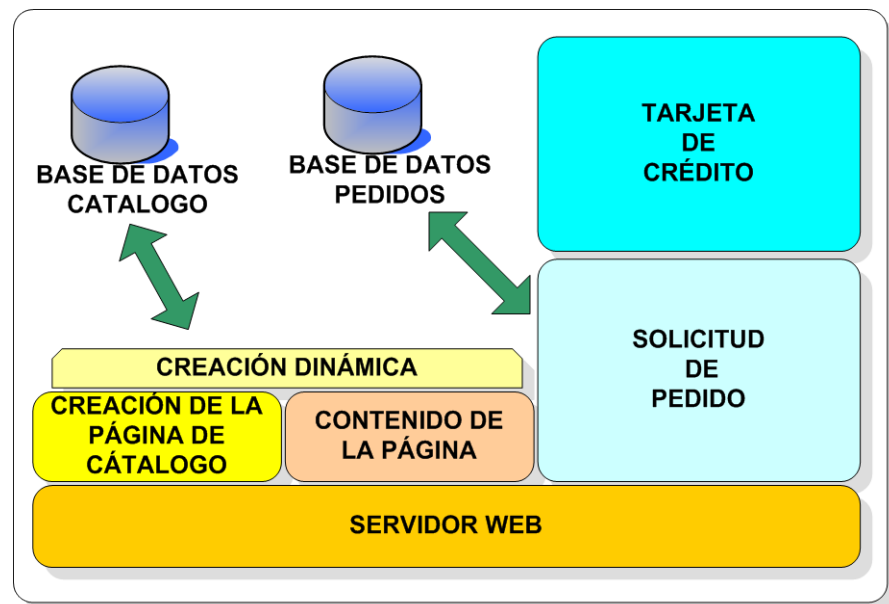 BASE DE DATOS
CATALOGO
BASE DE DATOS
PEDIDOS
TARJETA
DE
CRÉDITO
SOLICITUD
DE
PEDIDO
CREACIÓN DINÁMICA
CREACIÓN DE LA
PÁGINA DE
CÁTALOGO
CONTENIDO DE
LA PÁGINA
SERVIDOR WEB